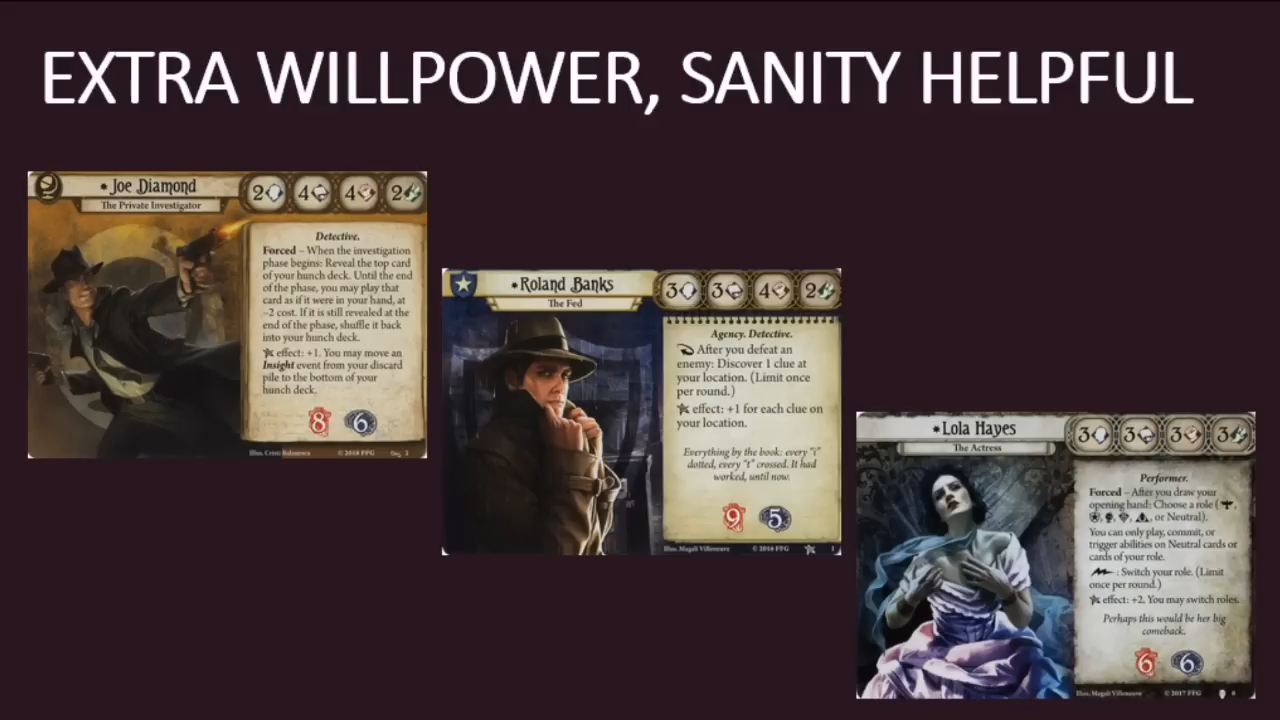 EXTRA WILLPOWER, SANITY HELPFUL
Joe Diamond
2 4 4 2
The Private Investigator
Detective.
Forced – When the investigation
phase begins: Reveal the top card
of your hunch deck. Until the end
of the phase, you may play that
card as if it were in your hand, at
-2 cost. If it is still revealed at the
end of the phase, shuffle it back
into your hunch deck.
effect: +1. You may move an
Insight event from your discard
pile to the bottom of your
hunch deck.
8 6
© 2018 FFG
Roland Banks
3 3 4 2
The Fed
Agency. Detective.
After you defeat an
enemy: Discover 1 clue at
your location. (Limit once
per round.)
effect: +1 for each clue on
your location.
Everything by the book: every "i"
dotted, every "t" crossed. It had
worked, until now.
9 5
Illus. Magali Villeneuve © 2016 FFG 1
Lola Hayes
3 3 3 3
The Actress
Performer.
Forced – After you draw your
opening hand: Choose a role (
, or Neutral).
You can only play, commit, or
trigger abilities on Neutral cards or
cards of your role.
: Switch your role. (Limit
once per round.)
effect: +2. You may switch roles.
Perhaps this would be her big
comeback.
6 6
Illus. Magali Villeneuve © 2017 FFG 6